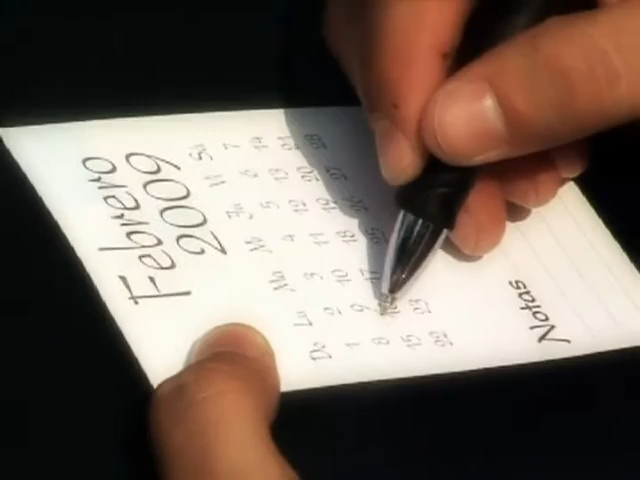 Febrero
2009
Do Lu Ma Mi Ju Vi Sa
1 2 3 4 5 6 7
8 9 10 11 12 13 14
15 17 18 19 20 21
22 23 25 26 27 28
Notas